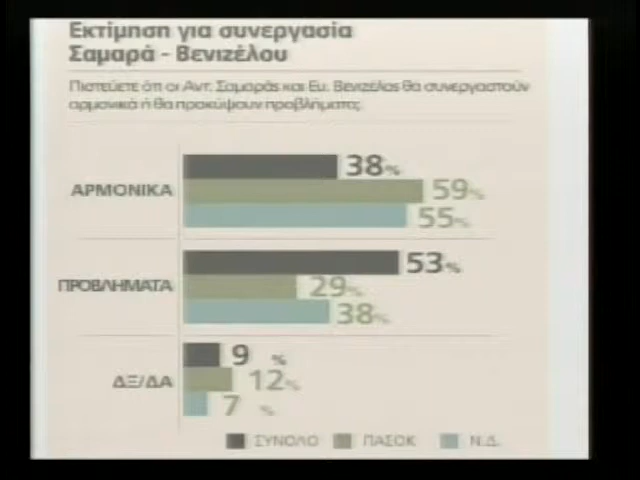 Εκτίμηση για συνεργασία
Σαμαρά - Βενιζέλου
Πιστεύετε ότι οι Αντ. Σαμαράς και Ευ. Βενιζέλος θα συνεργαστούν
αρμονικά ή θα προκύψουν προβλήματα;
ΑΡΜΟΝΙΚΑ
38%
59%
55%
ΠΡΟΒΛΗΜΑΤΑ
53%
29%
38%
ΔΞ/ΔΑ
9 %
12%
7 %
ΣΥΝΟΛΟ ΠΑΣΟΚ Ν.Δ.